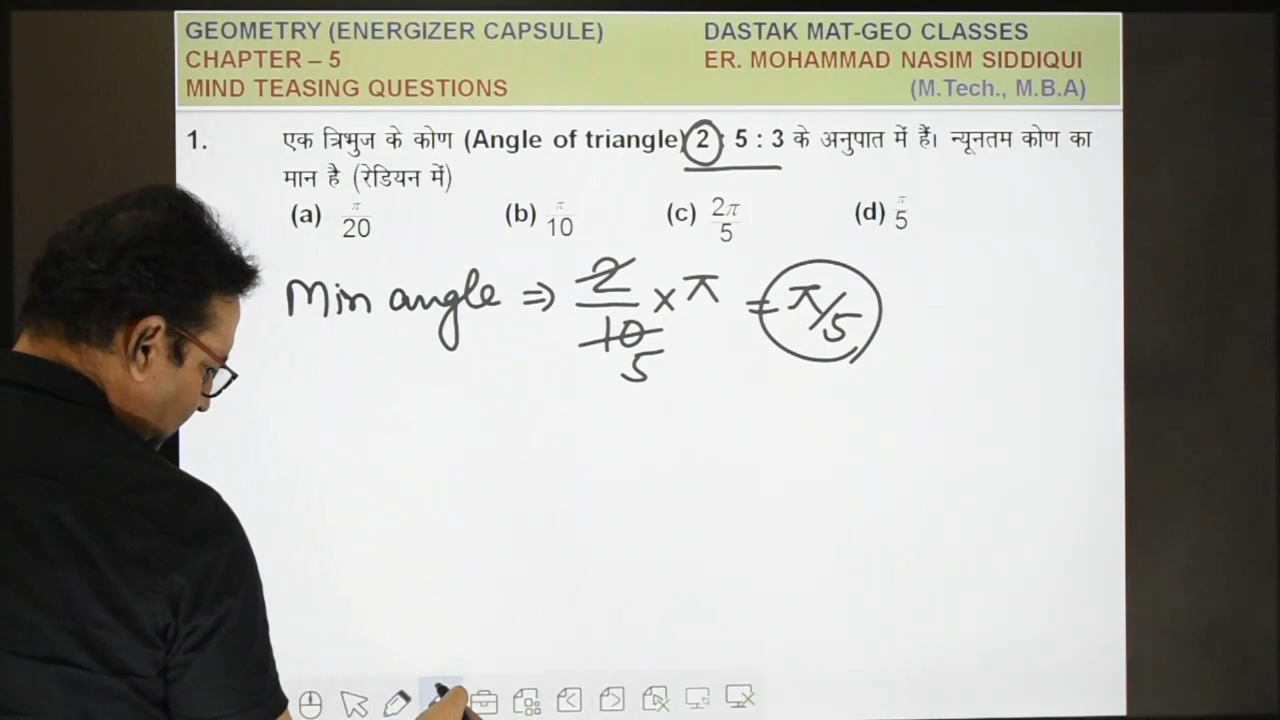 GEOMETRY (ENERGIZER CAPSULE) DASTAK MAT-GEO CLASSES
CHAPTER – 5 ER. MOHAMMAD NASIM SIDDIQUI
MIND TEASING QUESTIONS (M.Tech., M.B.A)
1. एक त्रिभुज के कोण (Angle of triangle) 2 : 5 : 3 के अनुपात में हैं। न्यूनतम कोण का
मान है (रेडियन में)
(a) π/20 (b) π/10 (c) 2π/5 (d) π/5
Min angle ⇒ 2/10 × π = π/5
5